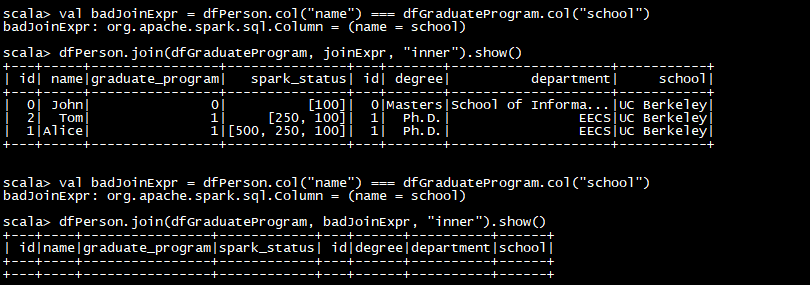 scala> val badJoinExpr = dfPerson.col("name") === dfGraduateProgram.col("school")
badJoinExpr: org.apache.spark.sql.Column = (name = school)
scala> dfPerson.join(dfGraduateProgram, joinExpr, "inner").show()
+---+-----+----------------+---------------+---+-------+--------------------+-----------+
| id| name|graduate_program|   spark_status| id| degree|          department|     school|
+---+-----+----------------+---------------+---+-------+--------------------+-----------+
|  0| John|               0|          [100]|  0|Masters|School of Informa...|UC Berkeley|
|  2|  Tom|               1|     [250, 100]|  1|  Ph.D.|                EECS|UC Berkeley|
|  1|Alice|               1|[500, 250, 100]|  1|  Ph.D.|                EECS|UC Berkeley|
+---+-----+----------------+---------------+---+-------+--------------------+-----------+
scala> val badJoinExpr = dfPerson.col("name") === dfGraduateProgram.col("school")
badJoinExpr: org.apache.spark.sql.Column = (name = school)
scala> dfPerson.join(dfGraduateProgram, badJoinExpr, "inner").show()
+---+----+----------------+------------+---+------+----------+------+
| id|name|graduate_program|spark_status| id|degree|department|school|
+---+----+----------------+------------+---+------+----------+------+
+---+----+----------------+------------+---+------+----------+------+